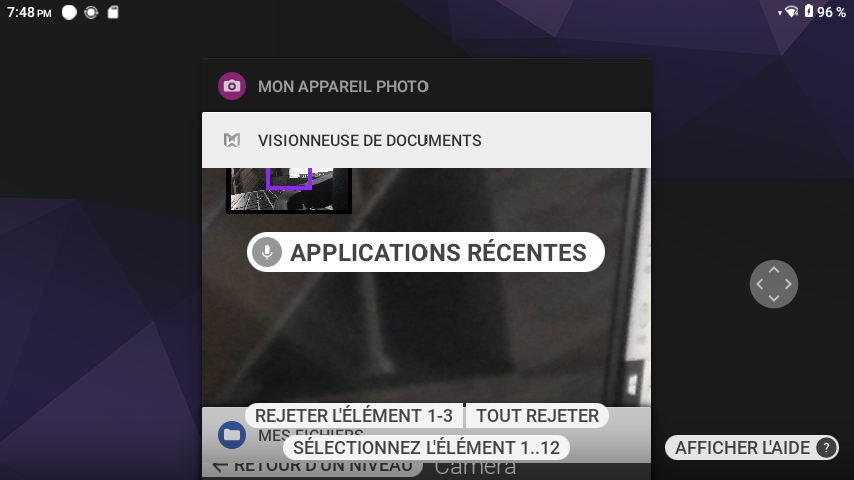 7:48 PM 96 %
MON APPAREIL PHOTO
VISIONNEUSE DE DOCUMENTS
APPLICATIONS RÉCENTES
REJETER L'ÉLÉMENT 1-3 TOUT REJETER
MES FICHIERS
SÉLECTIONNEZ L'ÉLÉMENT 1..12
AFFICHER L'AIDE ?
RETOUR D'UN NIVEAU Camera